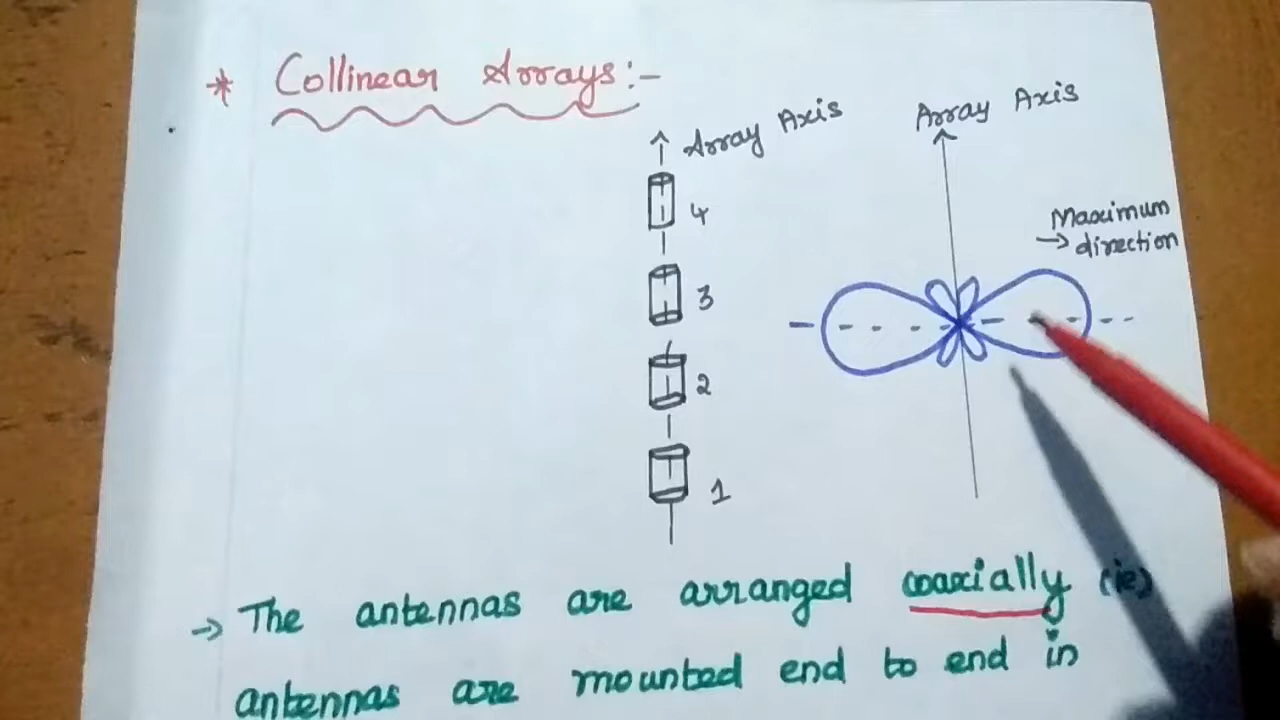 * Collinear Arrays:-
Array Axis
4
3
2
1
Array Axis
→ Maximum
direction
→ The antennas are arranged coaxially (ie)
antennas are mounted end to end in